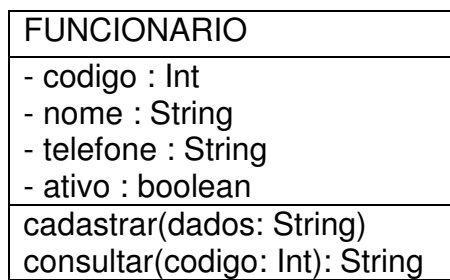 FUNCIONARIO
- codigo : Int
- nome : String
- telefone : String
- ativo : boolean
cadastrar(dados: String)
consultar(codigo: Int): String